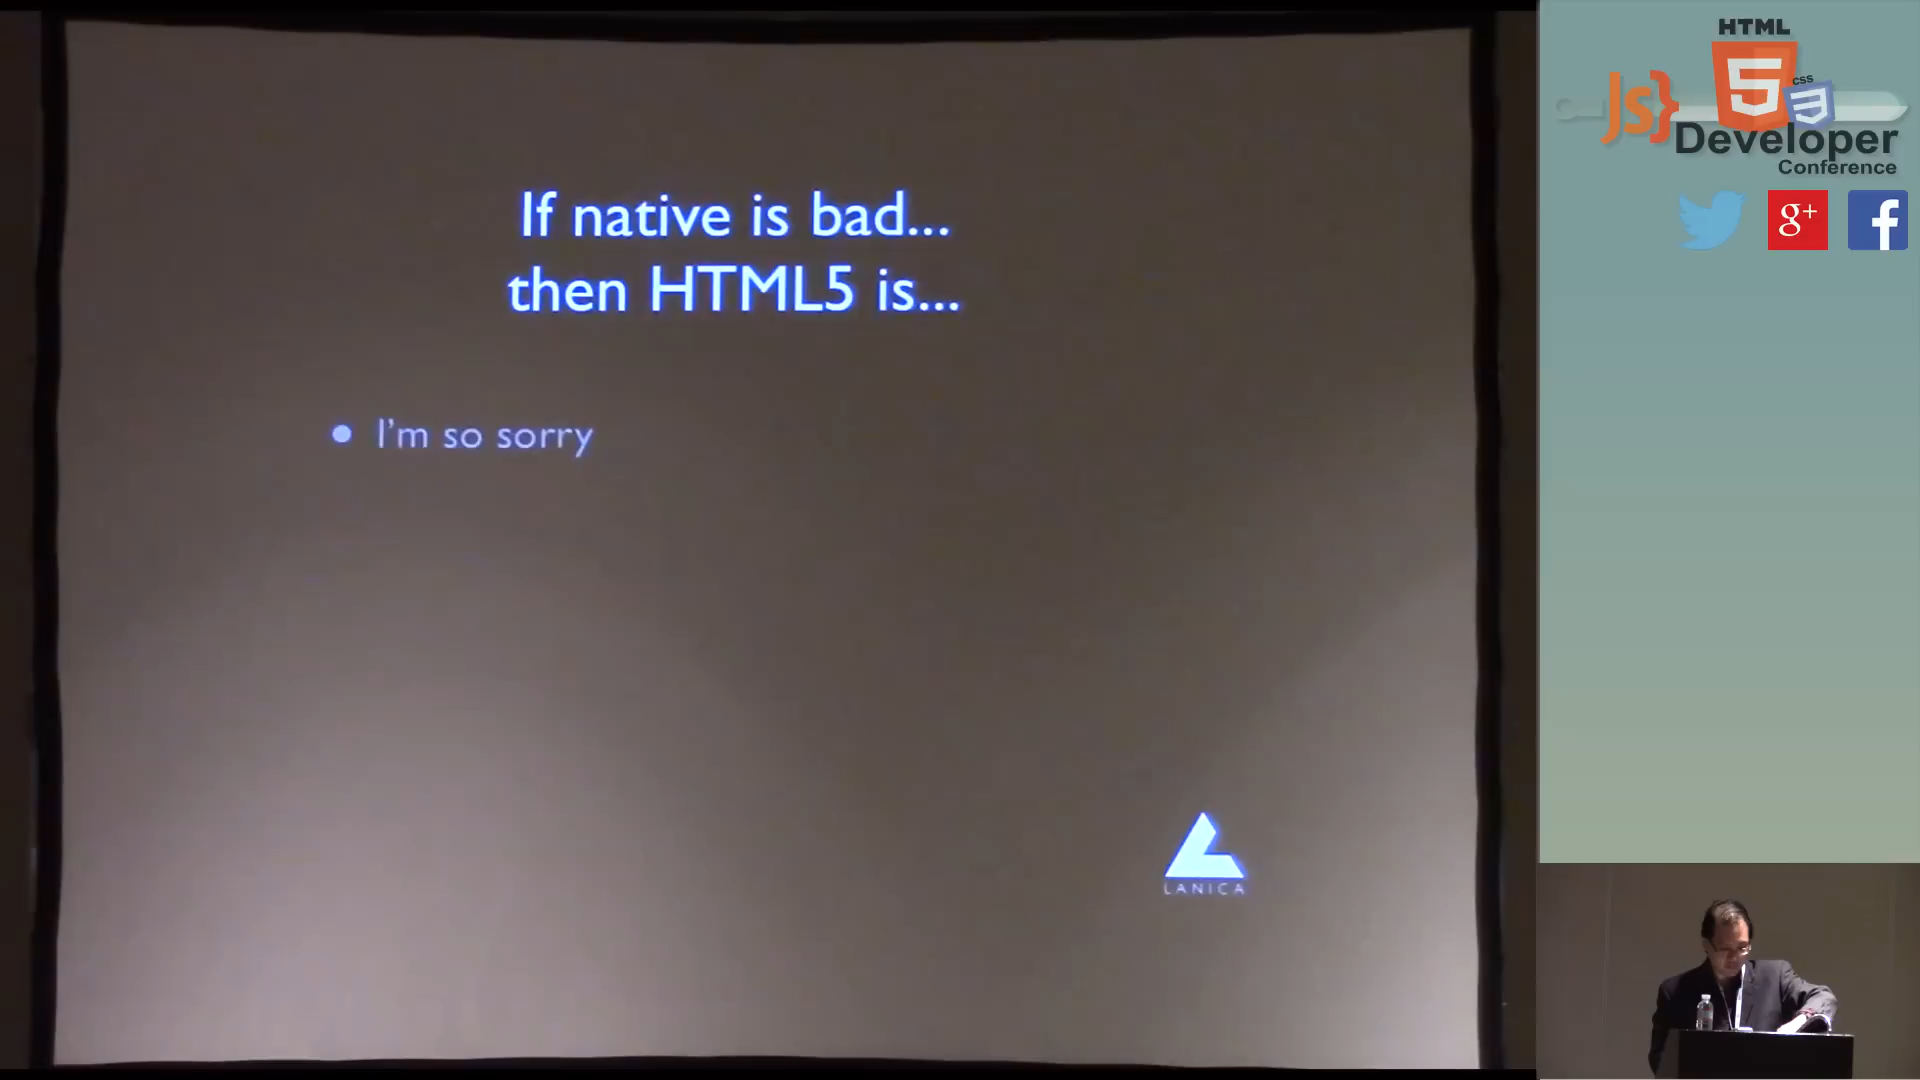 If native is bad...
then HTML5 is...
• I'm so sorry
LANICA
HTML
5
JS}
CSS
3
Developer
Conference
g+
f